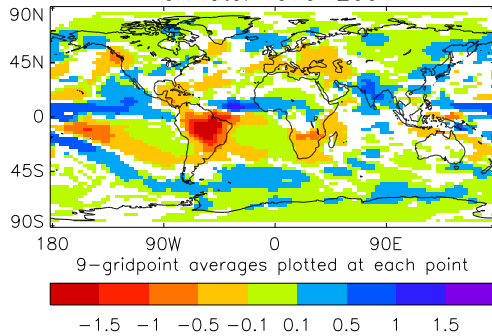 90N
45N
0
45S
90S
180 90W 0 90E
9-gridpoint averages plotted at each point
-1.5 -1 -0.5 -0.1 0.1 0.5 1 1.5